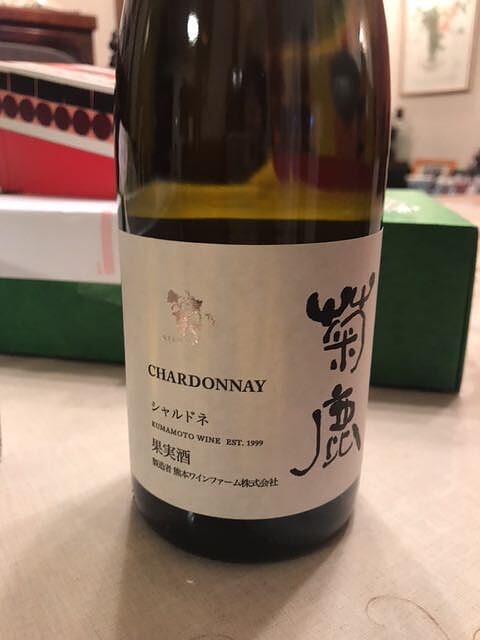 菊鹿
CHARDONNAY
シャルドネ
KUMAMOTO WINE EST. 1999
果実酒
製造者 熊本ワインファーム株式会社